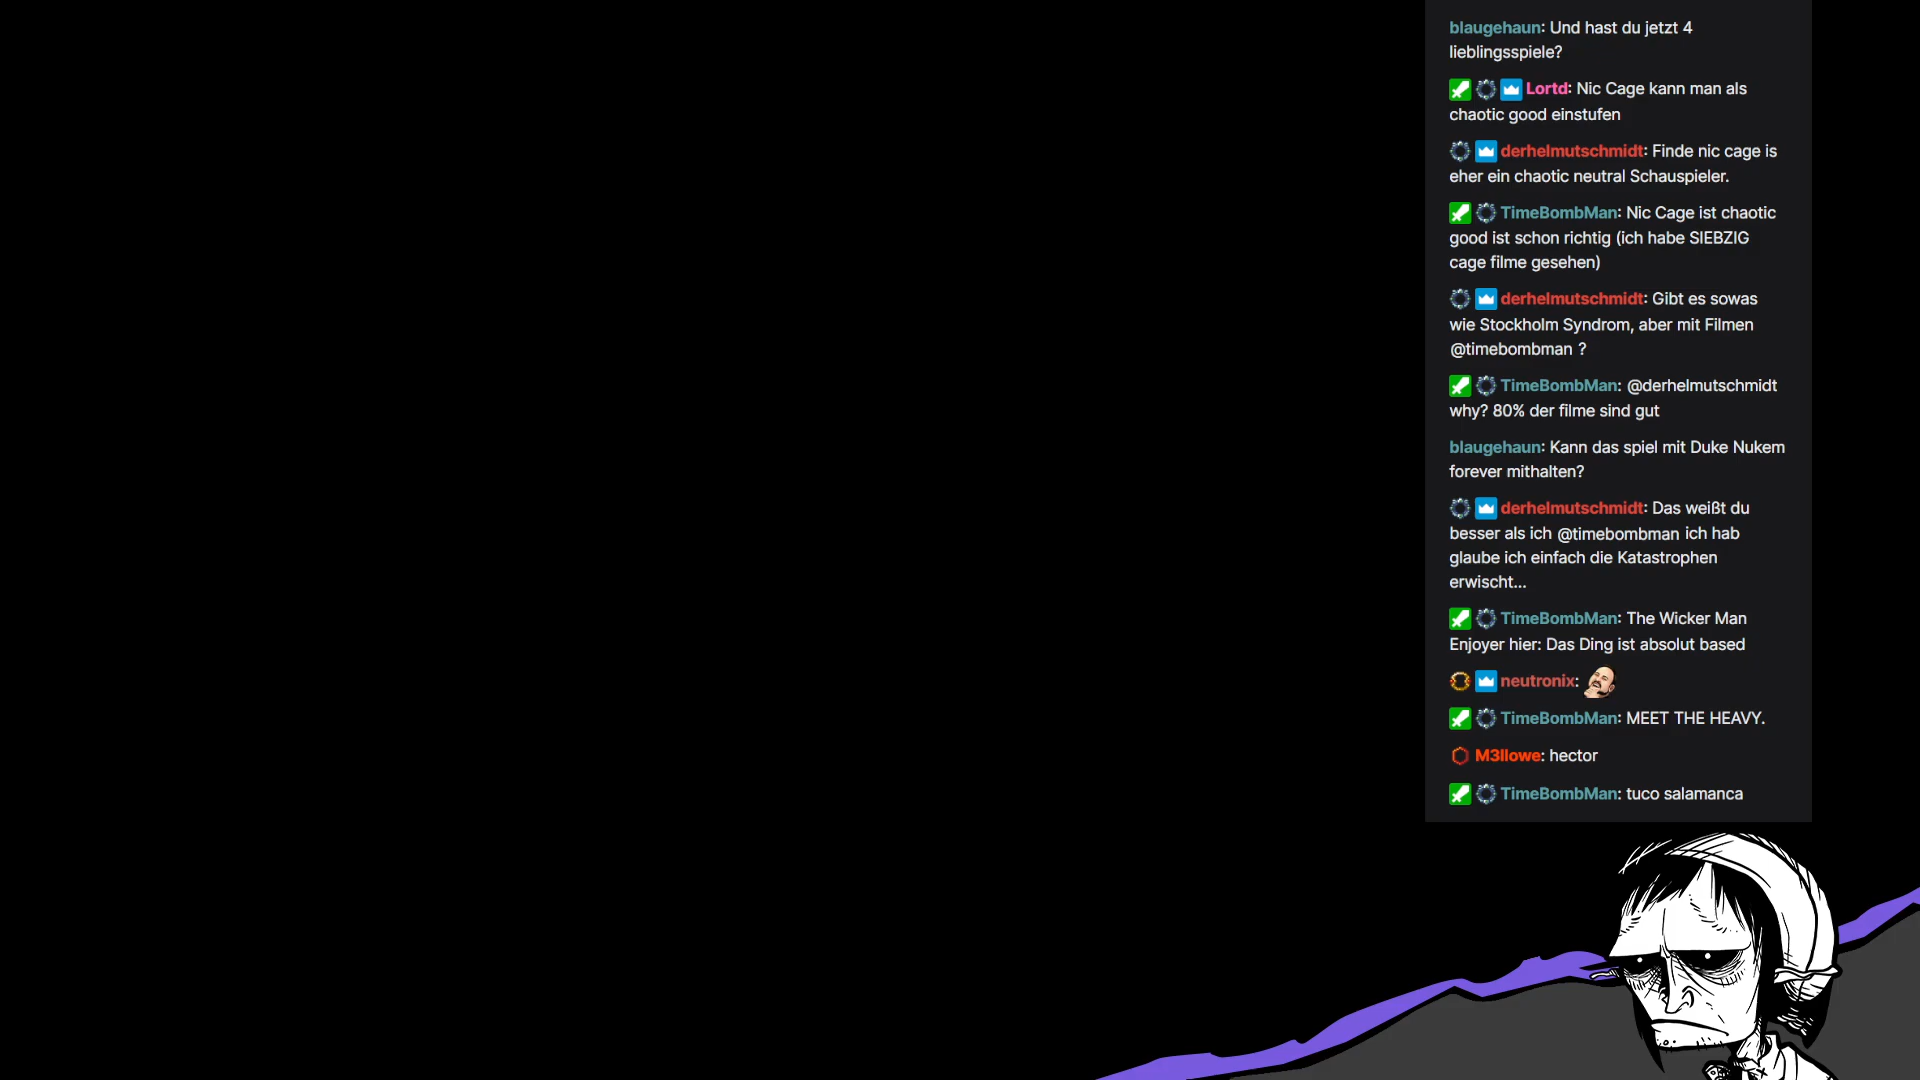 blaugehaun: Und hast du jetzt 4
lieblingsspiele?
Lortd: Nic Cage kann man als
chaotic good einstufen
derhelmutschmidt: Finde nic cage is
eher ein chaotic neutral Schauspieler.
TimeBombMan: Nic Cage ist chaotic
good ist schon richtig (ich habe SIEBZIG
cage filme gesehen)
derhelmutschmidt: Gibt es sowas
wie Stockholm Syndrom, aber mit Filmen
@timebombman ?
TimeBombMan: @derhelmutschmidt
why? 80% der filme sind gut
blaugehaun: Kann das spiel mit Duke Nukem
forever mithalten?
derhelmutschmidt: Das weißt du
besser als ich @timebombman ich hab
glaube ich einfach die Katastrophen
erwischt...
TimeBombMan: The Wicker Man
Enjoyer hier: Das Ding ist absolut based
neutronix:
TimeBombMan: MEET THE HEAVY.
M3llowe: hector
TimeBombMan: tuco salamanca